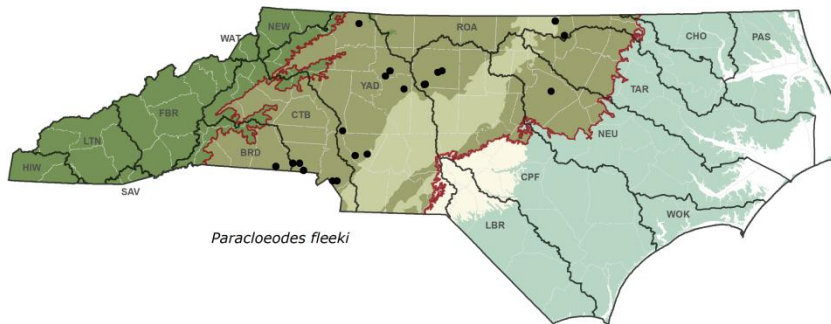 NEW
ROA
CHO
PAS
WAT
YAD
TAR
FBR
CTB
LTN
NEU
BRD
HIW
CPF
SAV
WOK
LBR
Paracloeodes fleeki